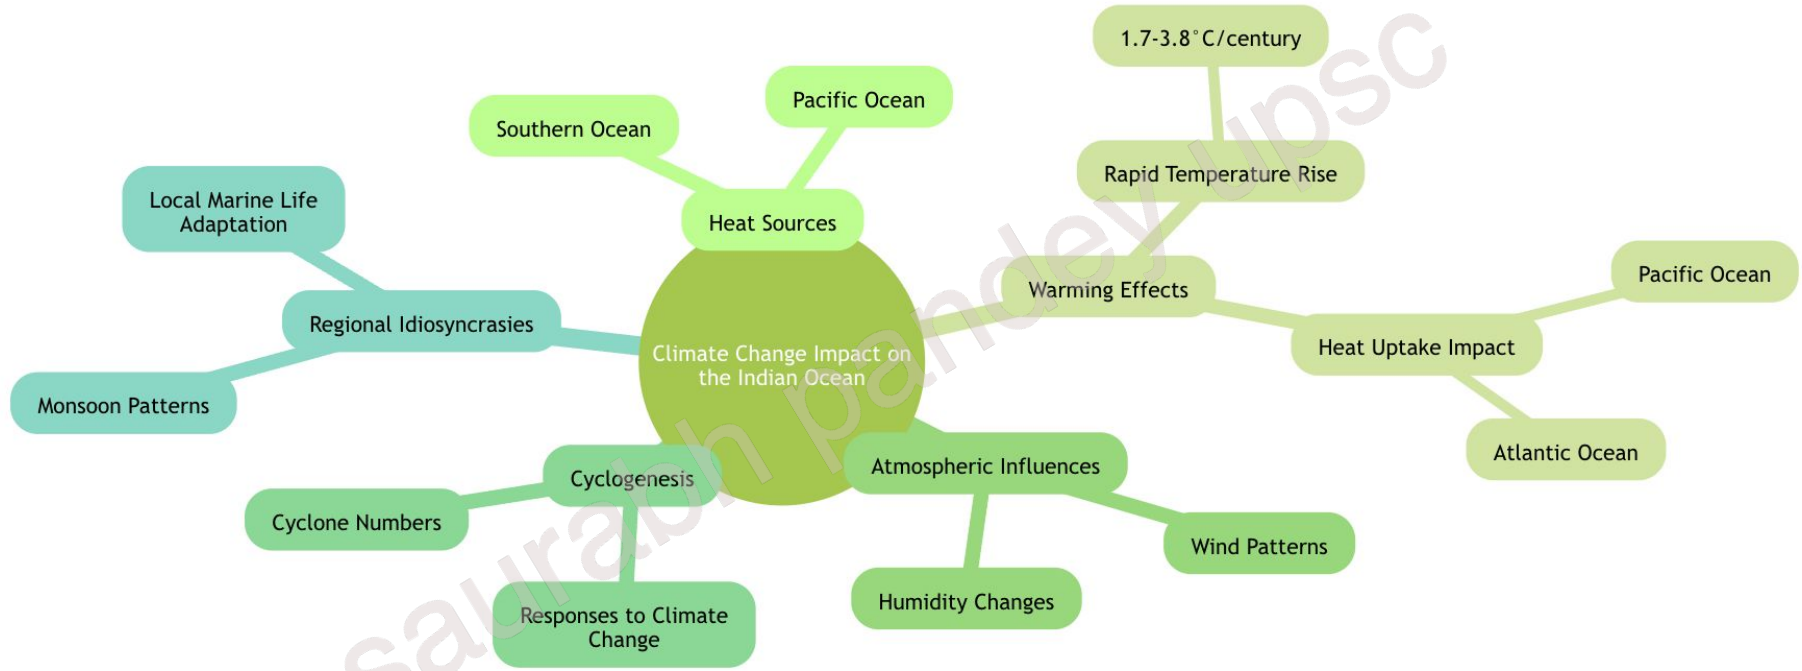 1.7-3.8°C/century
Pacific Ocean
Southern Ocean
Rapid Temperature Rise
Local Marine Life
Adaptation
Heat Sources
Pacific Ocean
Warming Effects
Regional Idiosyncrasies
Heat Uptake Impact
Climate Change Impact on
the Indian Ocean
Monsoon Patterns
Atlantic Ocean
Atmospheric Influences
Cyclogenesis
Cyclone Numbers
Wind Patterns
Humidity Changes
Responses to Climate
Change
saurabh pandey upsc